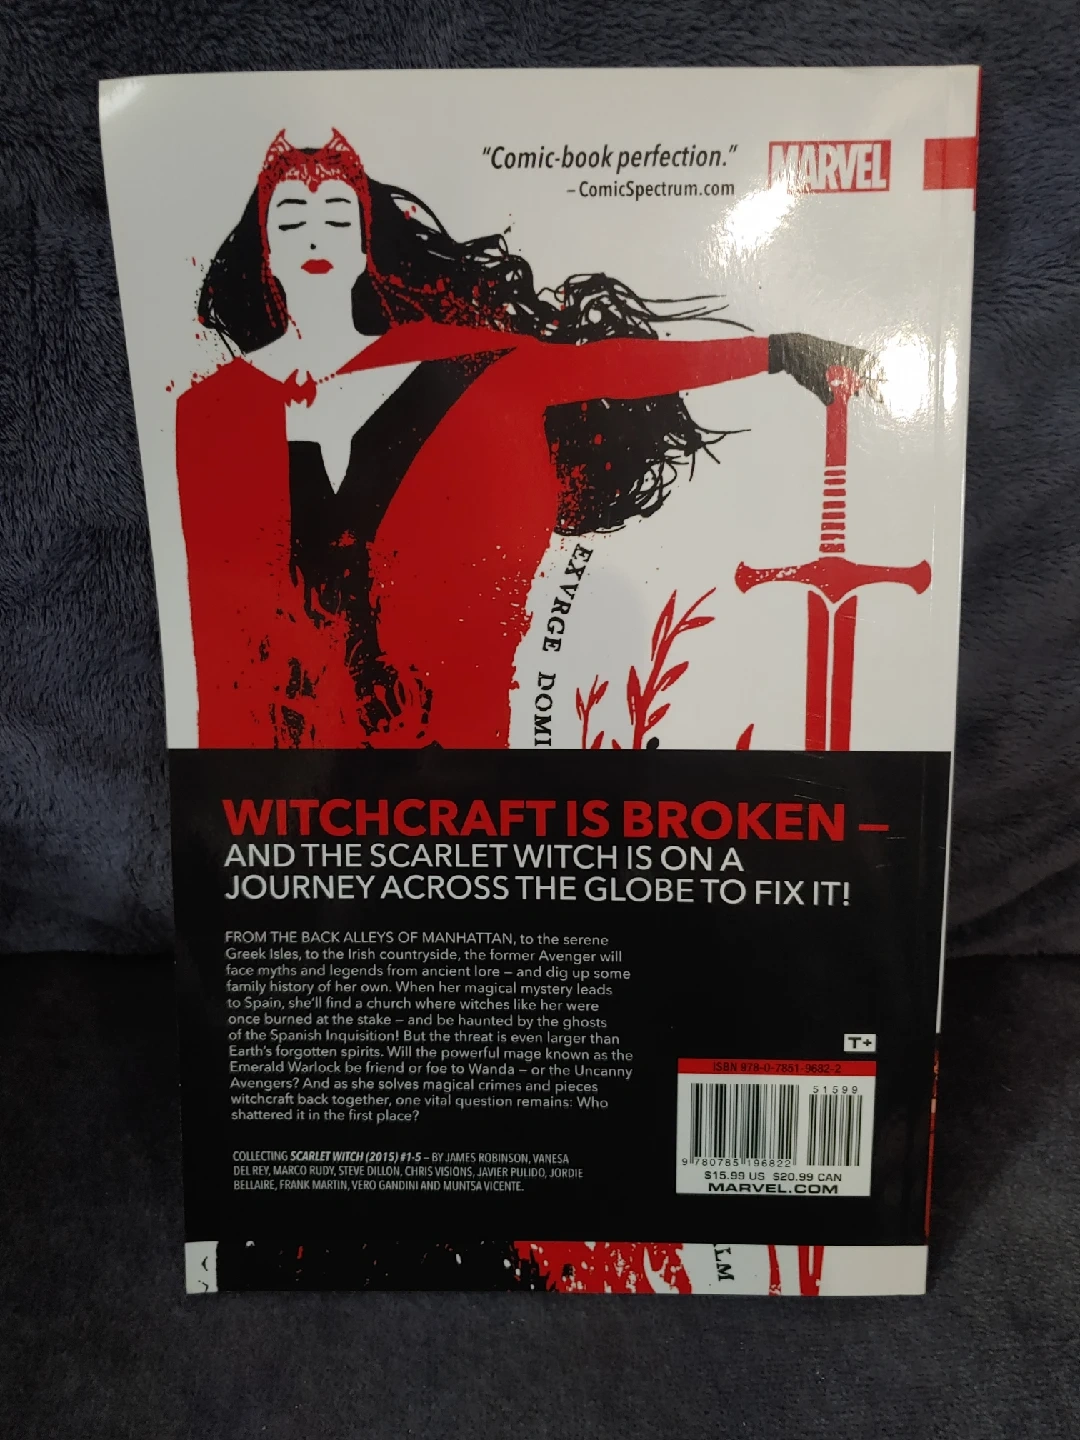 "Comic-book perfection."
– ComicSpectrum.com
MARVEL
EXVRGE DOMI
WITCHCRAFT IS BROKEN –
AND THE SCARLET WITCH IS ON A
JOURNEY ACROSS THE GLOBE TO FIX IT!
FROM THE BACK ALLEYS OF MANHATTAN, to the serene
Greek Isles, to the Irish countryside, the former Avenger will
face myths and legends from ancient lore – and dig up some
family history of her own. When her magical mystery leads
to Spain, she'll find a church where witches like her were
once burned at the stake – and be haunted by the ghosts
of the Spanish Inquisition! But the threat is even larger than
Earth's forgotten spirits. Will the powerful mage known as the
Emerald Warlock be friend or foe to Wanda – or the Uncanny
Avengers? And as she solves magical crimes and pieces
witchcraft back together, one vital question remains: Who
shattered it in the first place?
COLLECTING SCARLET WITCH (2015) #1-5 – BY JAMES ROBINSON, VANESA
DEL REY, MARCO RUDY, STEVE DILLON, CHRIS VISIONS, JAVIER PULIDO, JORDIE
BELLAIRE, FRANK MARTIN, VERO GANDINI AND MUNTSA VICENTE.
T+
ISBN 978-0-7851-9682-2
51599
9 780785 196822
$15.99 US $20.99 CAN
MARVEL.COM
LM